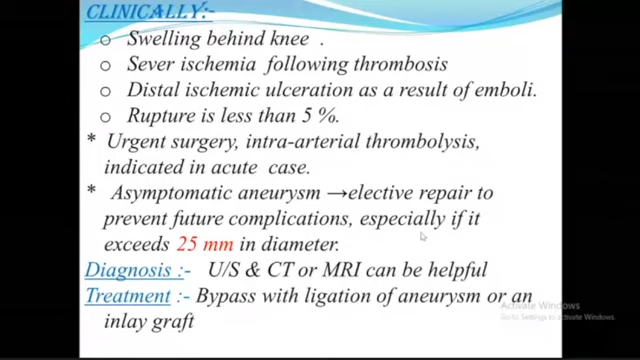 CLINICALLY:-
o Swelling behind knee .
o Sever ischemia following thrombosis
o Distal ischemic ulceration as a result of emboli.
o Rupture is less than 5 %.
* Urgent surgery, intra-arterial thrombolysis,
indicated in acute case.
* Asymptomatic aneurysm →elective repair to
prevent future complications, especially if it
exceeds 25 mm in diameter.
Diagnosis :- U/S & CT or MRI can be helpful
Treatment :- Bypass with ligation of aneurysm or an
inlay graft
Activate Windows
Go to Settings to activate Windows.